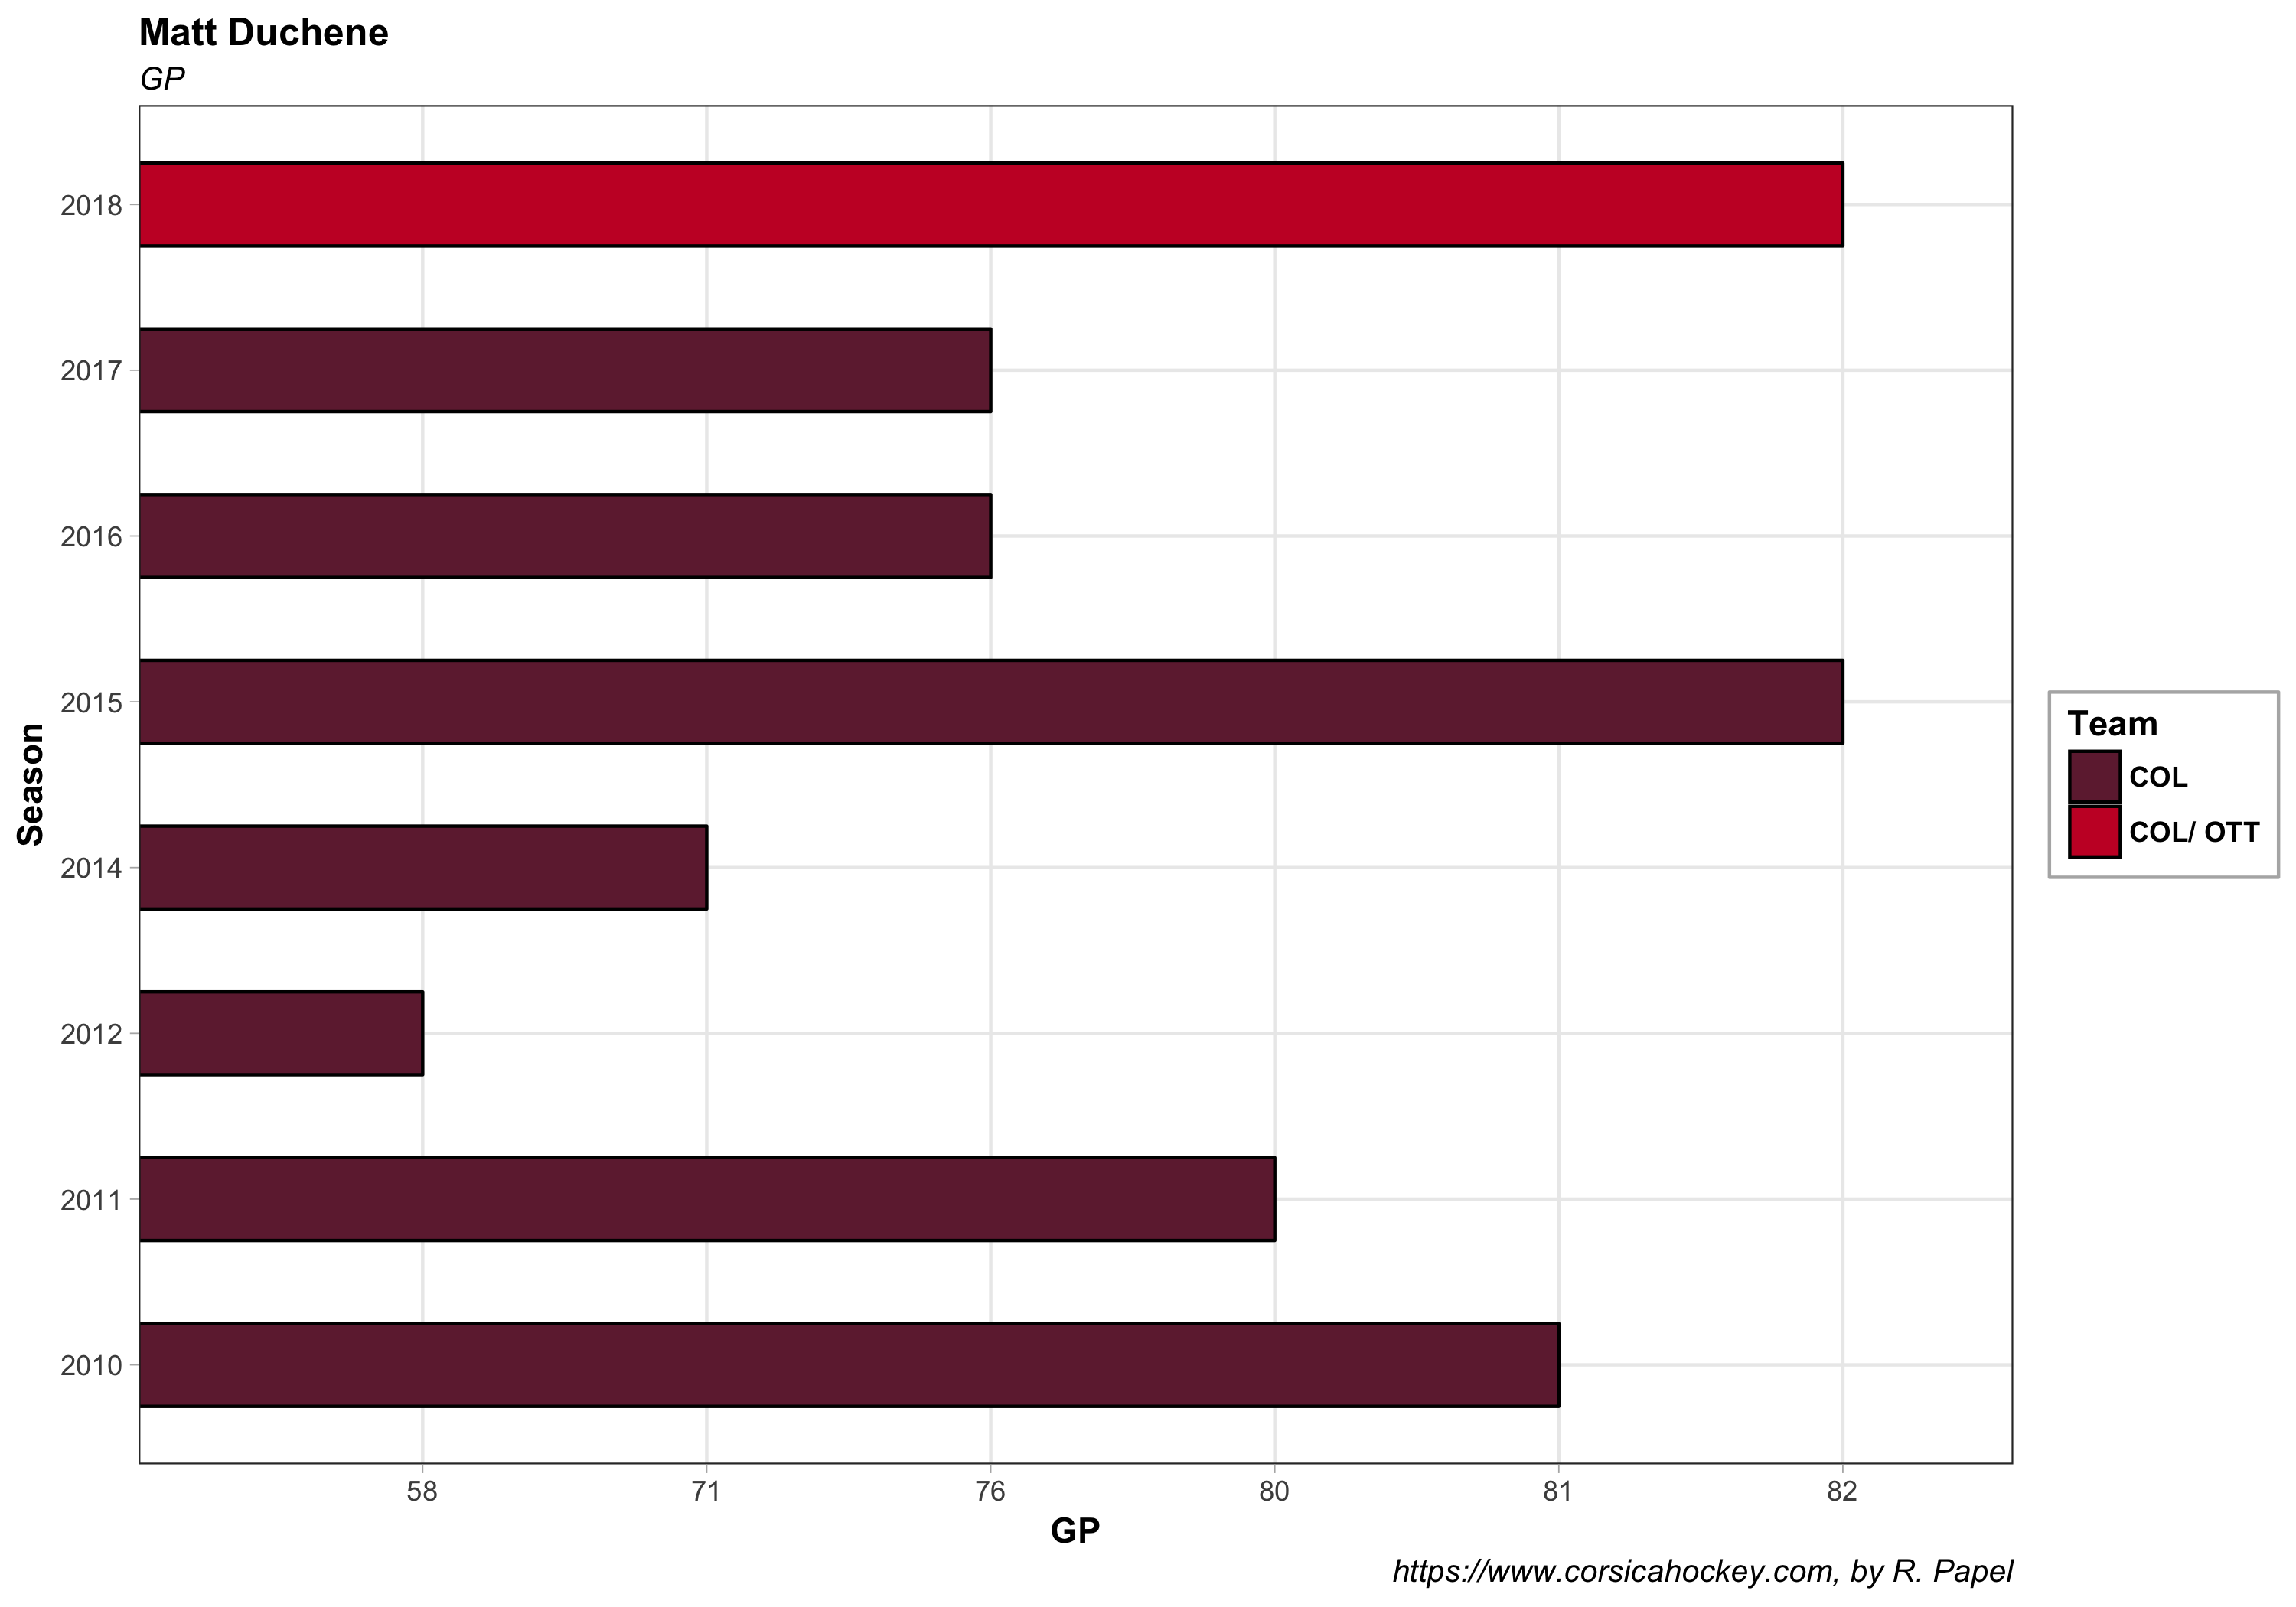 Matt Duchene
GP
2018
2017
2016
2015
2014
2012
2011
2010
Season
58 71 76 80 81 82
GP
Team
COL
COL/ OTT
https://www.corsicahockey.com, by R. Papel